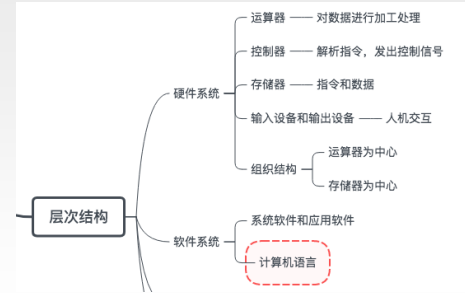 运算器
对数据进行加工处理
控制器
解析指令，发出控制信号
硬件系统
存储器
指令和数据
输入设备和输出设备
人机交互
组织结构
运算器为中心
存储器为中心
层次结构
软件系统
系统软件和应用软件
计算机语言